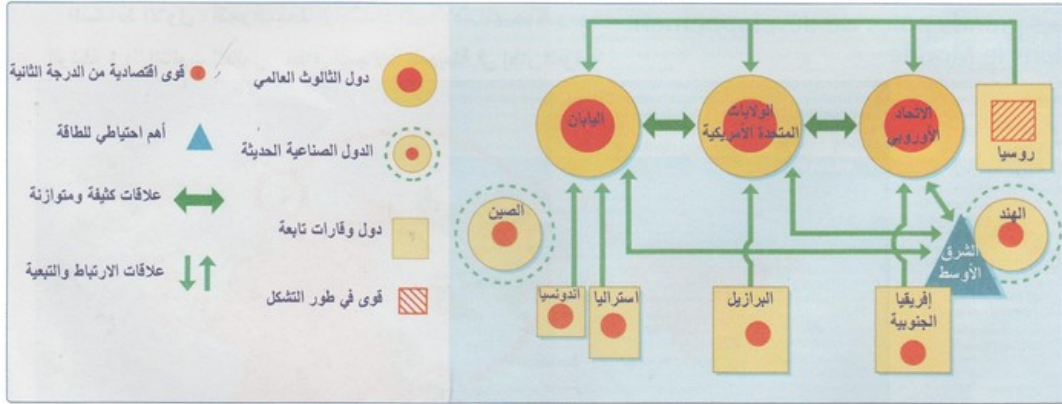 دول الثالوث العالمي
الدول الصناعية الحديثة
دول وقارات تابعة
قوى اقتصادية من الدرجة الثانية
أهم احتياطي للطاقة
علاقات كثيفة ومتوازنة
علاقات الارتباط والتبعية
قوى في طور التشكل
روسيا
الاتحاد
الأوروبي
الولايات
المتحدة الأمريكية
اليابان
الهند
الشرق
الأوسط
الصين
إفريقيا
الجنوبية
البرازيل
استراليا
اندونسيا